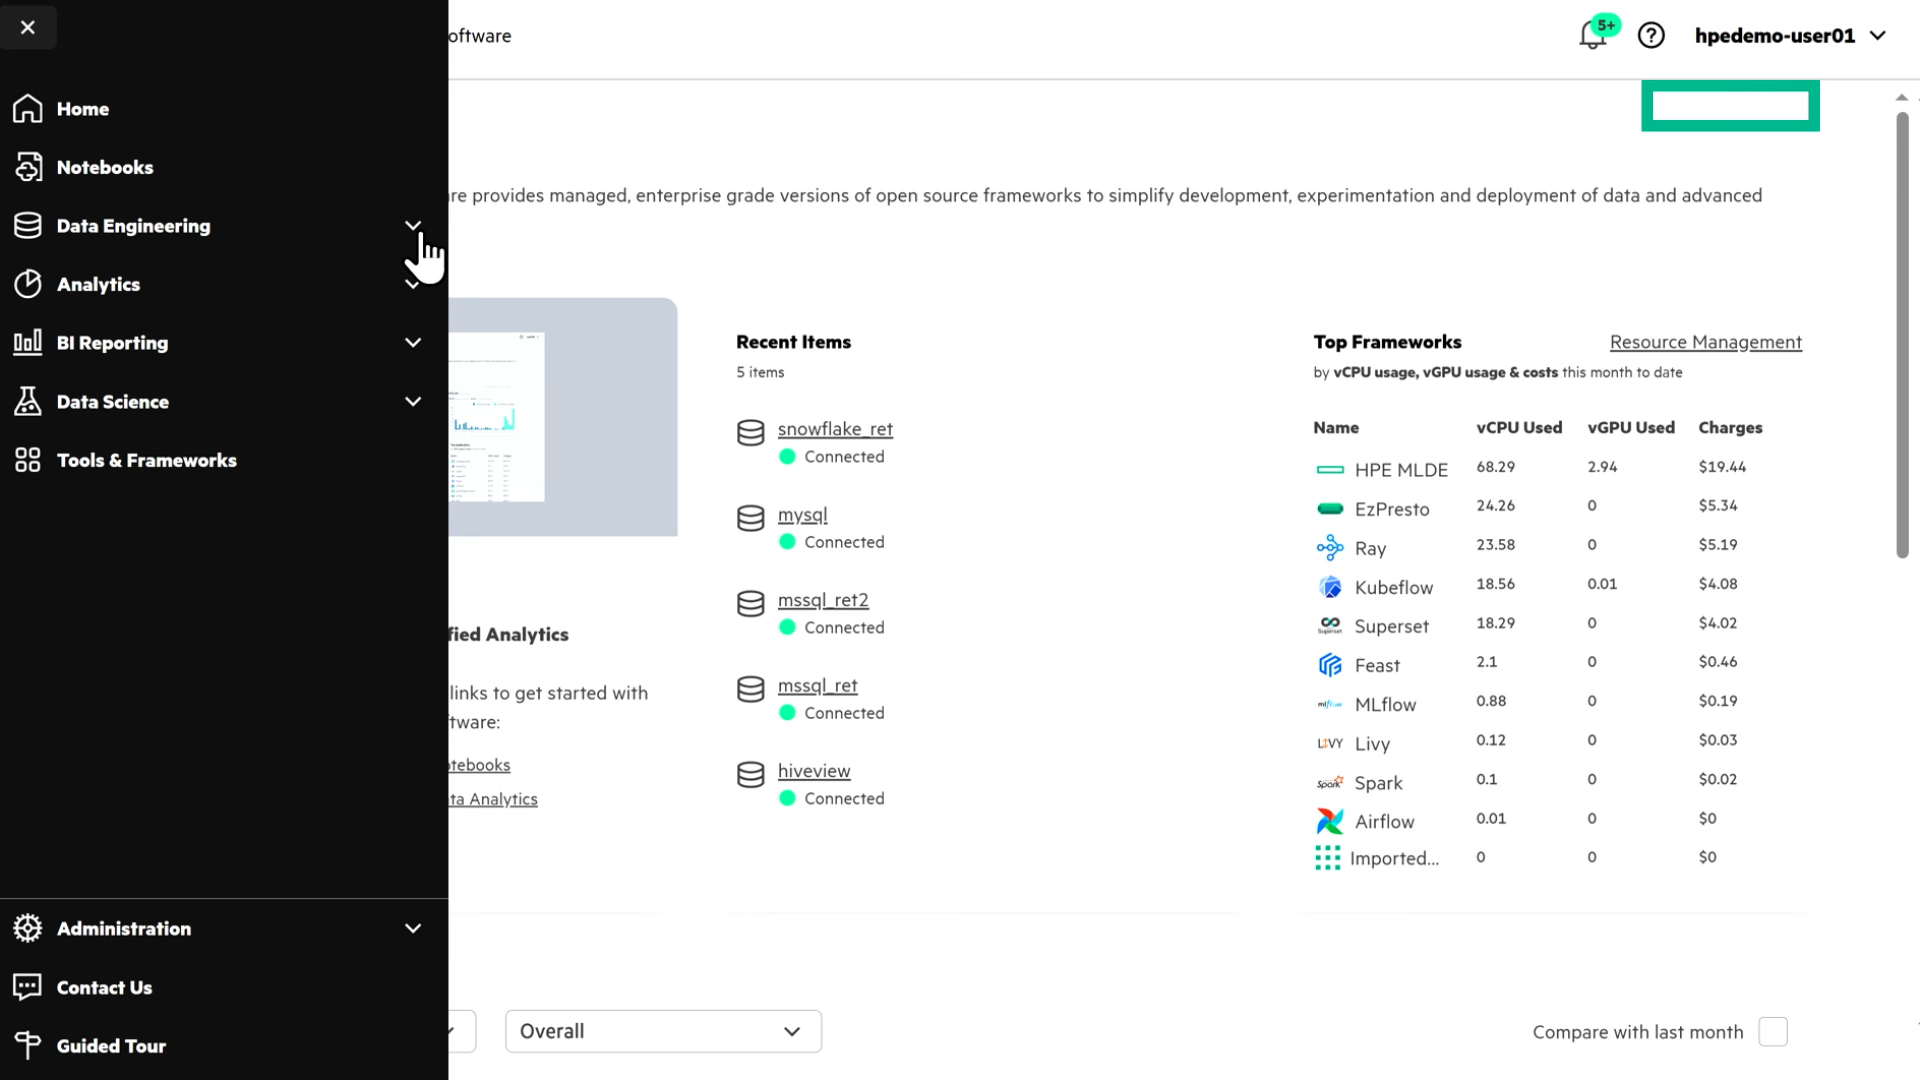 oftware
5+
hpedemo-user01
Home
Notebooks
Data Engineering
Analytics
BI Reporting
Data Science
Tools & Frameworks
Administration
Contact Us
Guided Tour
re provides managed, enterprise grade versions of open source frameworks to simplify development, experimentation and deployment of data and advanced
fied Analytics
links to get started with
tware:
otebooks
ta Analytics
Recent Items
5 items
snowflake_ret
Connected
mysql
Connected
mssql_ret2
Connected
mssql_ret
Connected
hiveview
Connected
Top Frameworks Resource Management
by vCPU usage, vGPU usage & costs this month to date
Name vCPU Used vGPU Used Charges
HPE MLDE 68.29 2.94 $19.44
EzPresto 24.26 0 $5.34
Ray 23.58 0 $5.19
Kubeflow 18.56 0.01 $4.08
Superset Superset 18.29 0 $4.02
Feast 2.1 0 $0.46
mlflow MLflow 0.88 0 $0.19
LIVY Livy 0.12 0 $0.03
Spark Spark 0.1 0 $0.02
Airflow 0.01 0 $0
Imported... 0 0 $0
Overall
Compare with last month